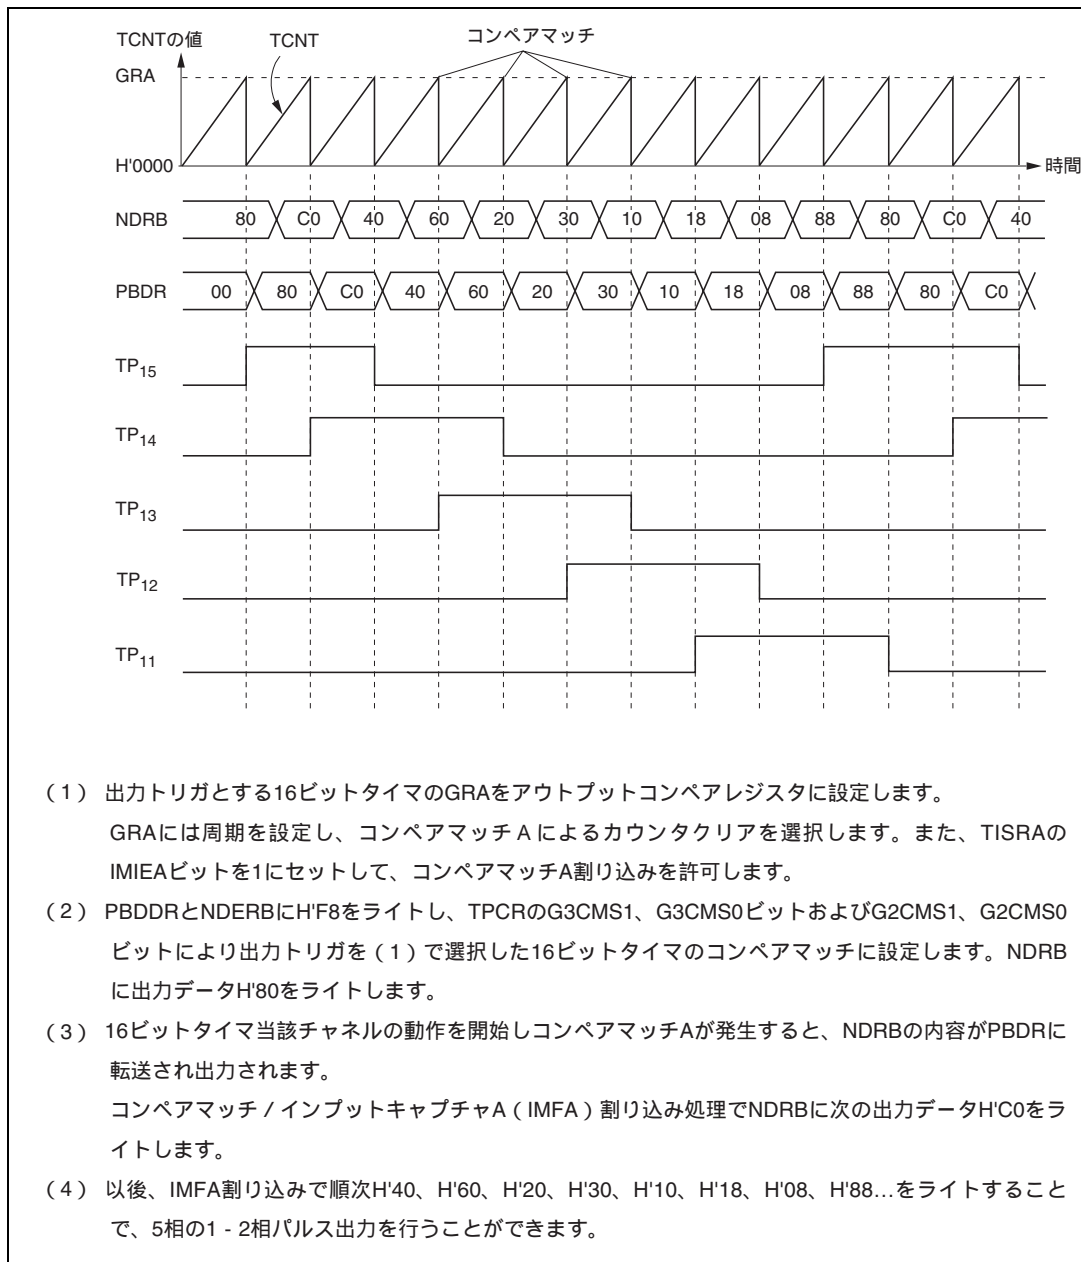 TCNTの値 TCNT コンペアマッチ
GRA
H'0000 時間
NDRB 80 C0 40 60 20 30 10 18 08 88 80 C0 40
PBDR 00 80 C0 40 60 20 30 10 18 08 88 80 C0
TP15
TP14
TP13
TP12
TP11
（1） 出力トリガとする16ビットタイマのGRAをアウトプットコンペアレジスタに設定します。
GRAには周期を設定し、コンペアマッチAによるカウンタクリアを選択します。また、TISRAの
IMIEAビットを1にセットして、コンペアマッチA割り込みを許可します。
（2） PBDDRとNDERBにH'F8をライトし、TPCRのG3CMS1、G3CMS0ビットおよびG2CMS1、G2CMS0
ビットにより出力トリガを（1）で選択した16ビットタイマのコンペアマッチに設定します。NDRB
に出力データH'80をライトします。
（3） 16ビットタイマ当該チャネルの動作を開始しコンペアマッチAが発生すると、NDRBの内容がPBDRに
転送され出力されます。
コンペアマッチ / インプットキャプチャA（IMFA）割り込み処理でNDRBに次の出力データH'C0をラ
イトします。
（4） 以後、IMFA割り込みで順次H'40、H'60、H'20、H'30、H'10、H'18、H'08、H'88…をライトすること
で、5相の1 - 2相パルス出力を行うことができます。